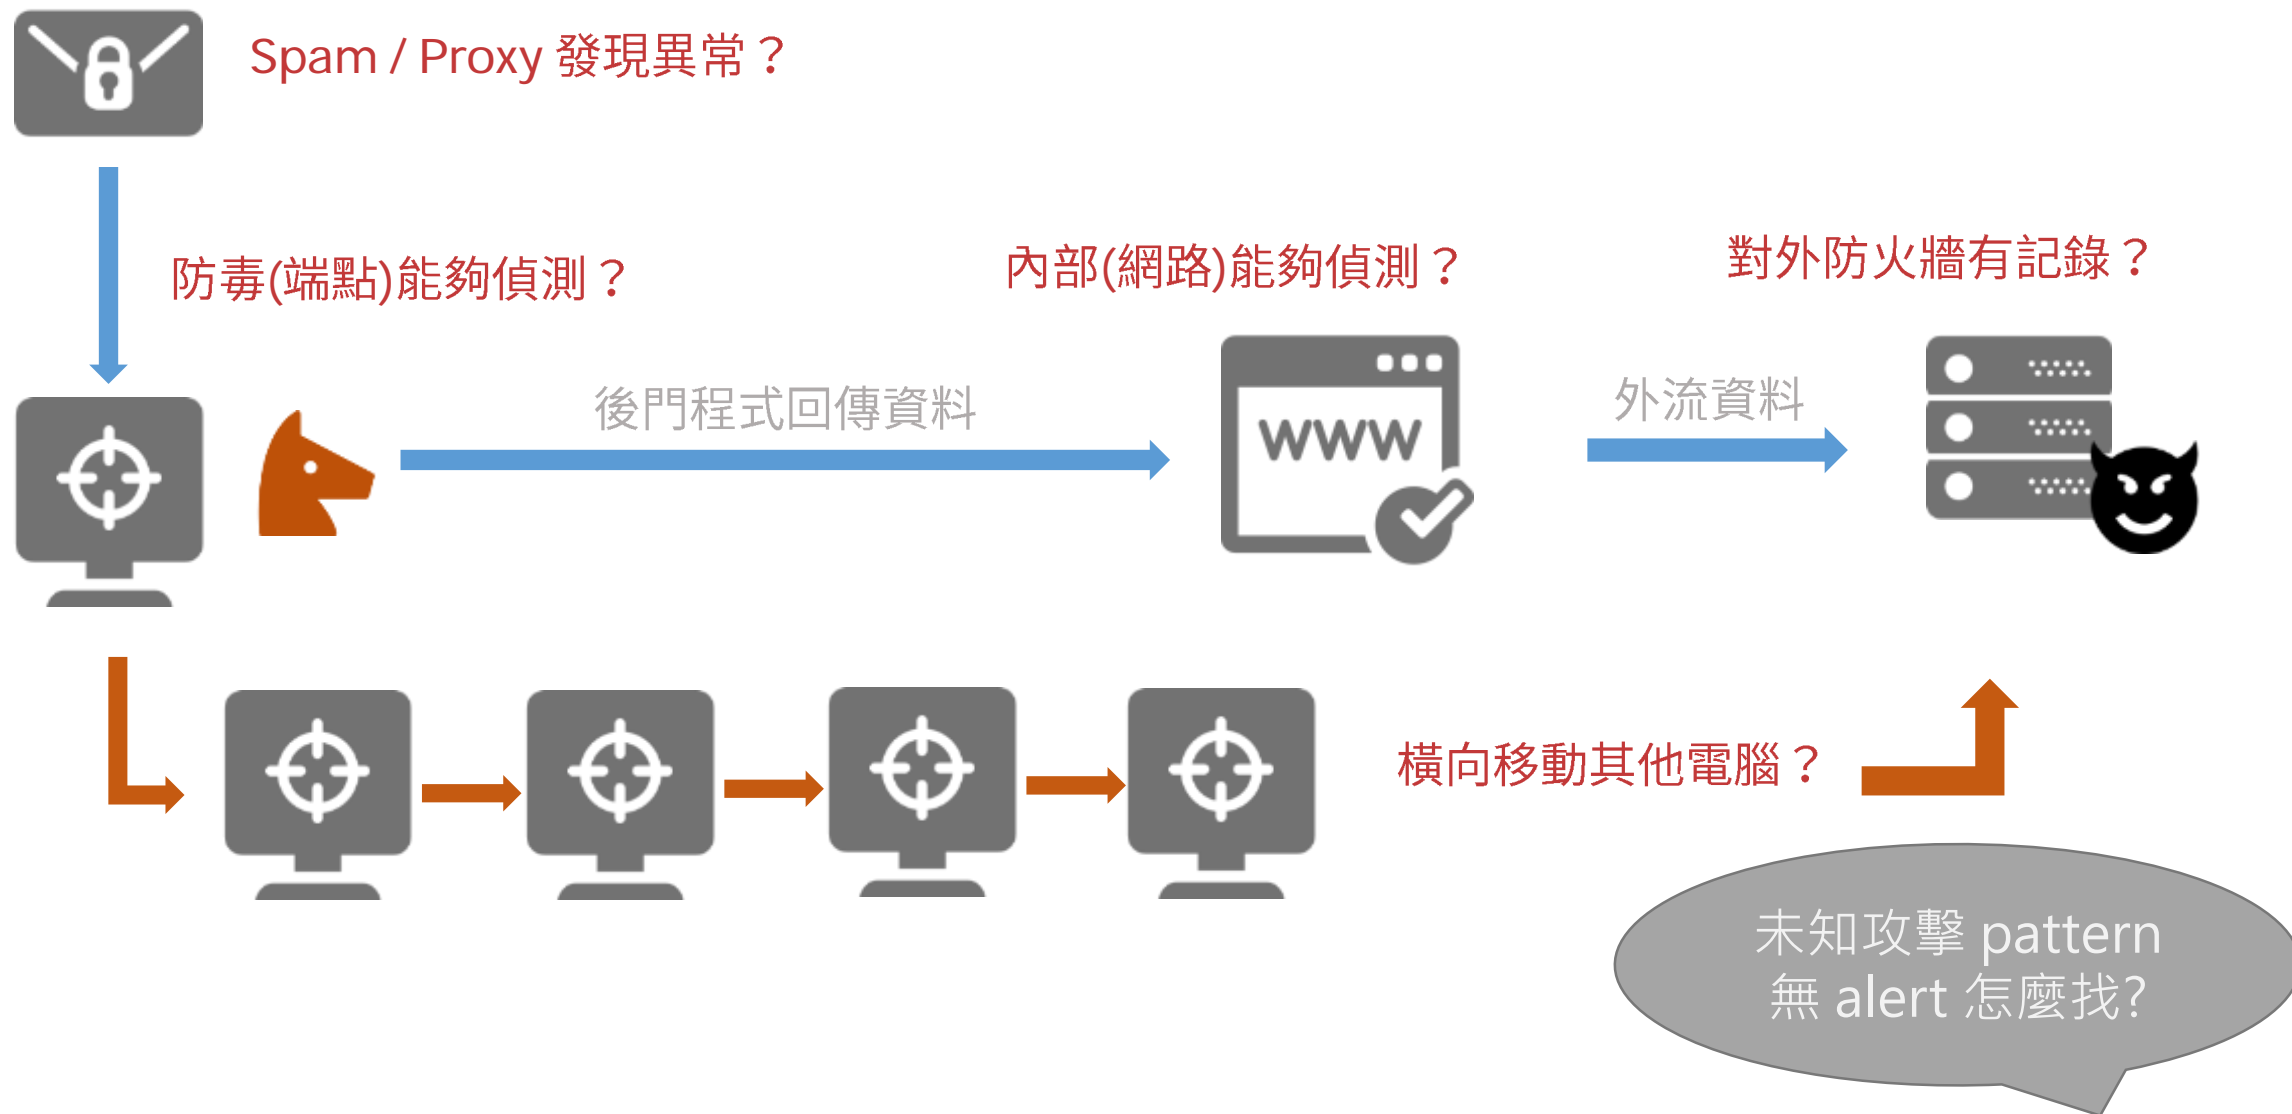 Spam / Proxy 發現異常？
防毒(端點)能夠偵測？
內部(網路)能夠偵測？
對外防火牆有記錄？
後門程式回傳資料
www
外流資料
橫向移動其他電腦？
未知攻擊 pattern
無 alert 怎麼找?